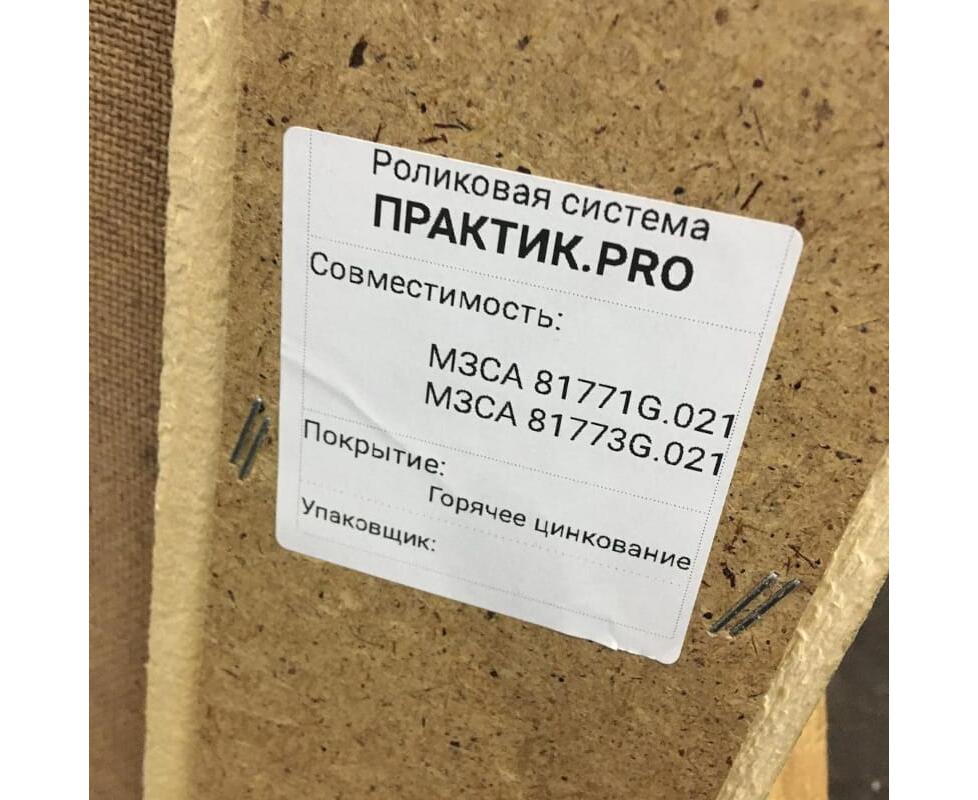 Роликовая система
ПРАКТИК.PRO
Совместимость:
МЗСА 81771G.021
МЗСА 81773G.021
Покрытие:
Горячее цинкование
Упаковщик: